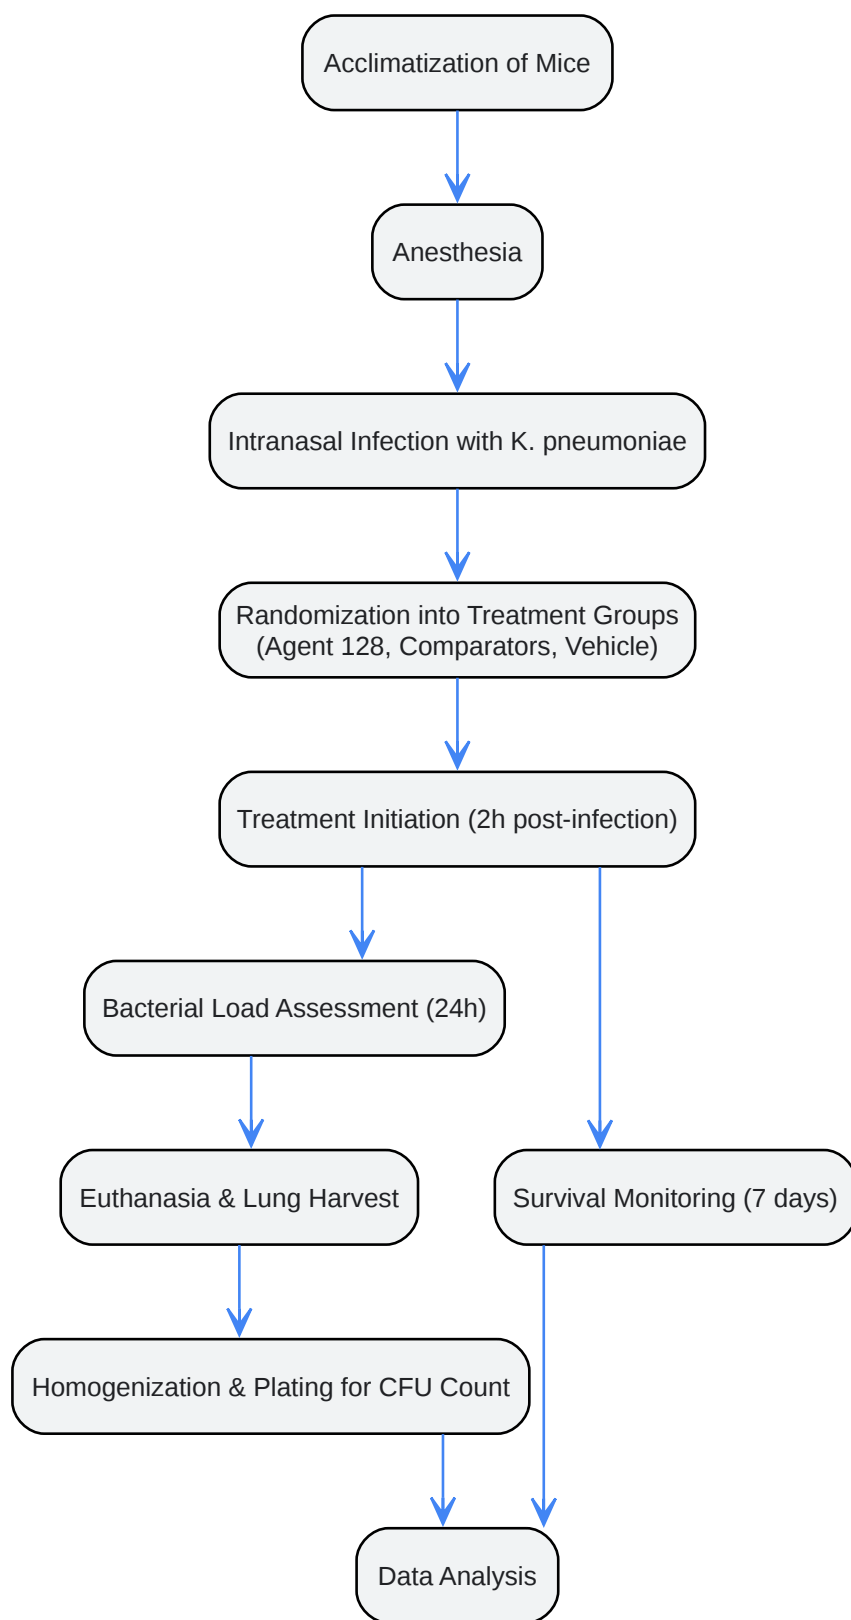 Acclimatization of Mice
Anesthesia
Intranasal Infection with K. pneumoniae
Randomization into Treatment Groups
(Agent 128, Comparators, Vehicle)
Treatment Initiation (2h post-infection)
Bacterial Load Assessment (24h)
Euthanasia & Lung Harvest
Survival Monitoring (7 days)
Homogenization & Plating for CFU Count
Data Analysis